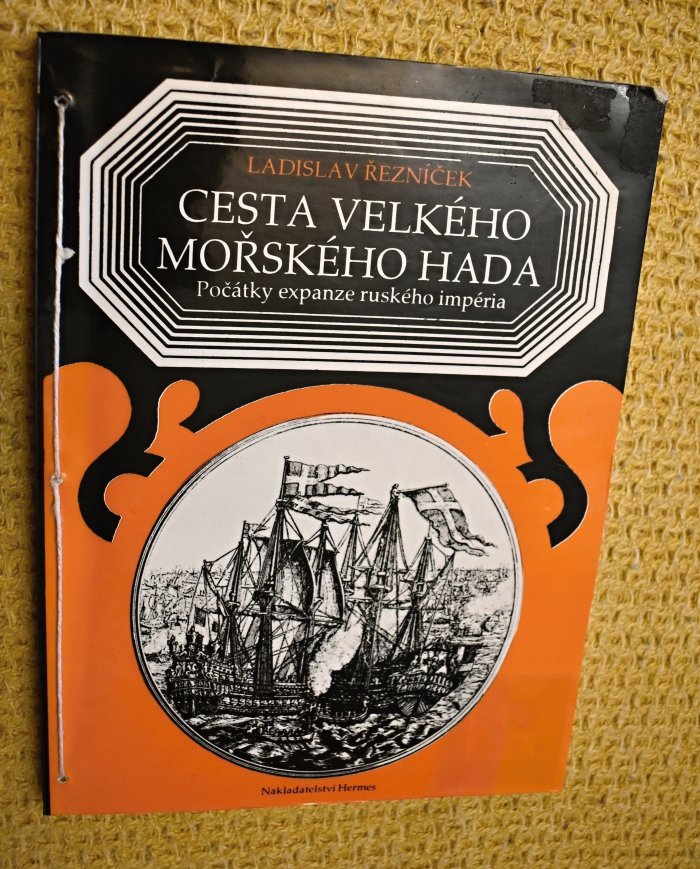 LADISLAV ŘEZNÍČEK
CESTA VELKÉHO
MOŘSKÉHO HADA
Počátky expanze ruského impéria
Nakladatelství Hermes